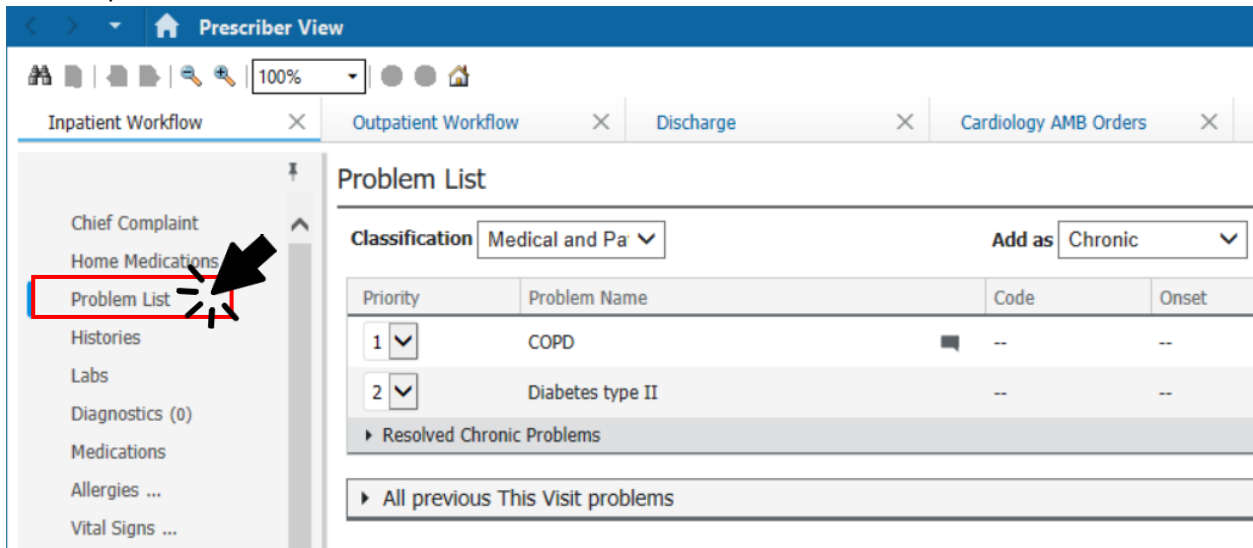 Prescriber View
100%
Inpatient Workflow Outpatient Workflow Discharge Cardiology AMB Orders
Problem List
Chief Complaint
Home Medications
Problem List
Histories
Labs
Diagnostics (0)
Medications
Allergies ...
Vital Signs ...
Classification Medical and Pa Add as Chronic
Priority Problem Name Code Onset
1 COPD -- --
2 Diabetes type II -- --
Resolved Chronic Problems
All previous This Visit problems